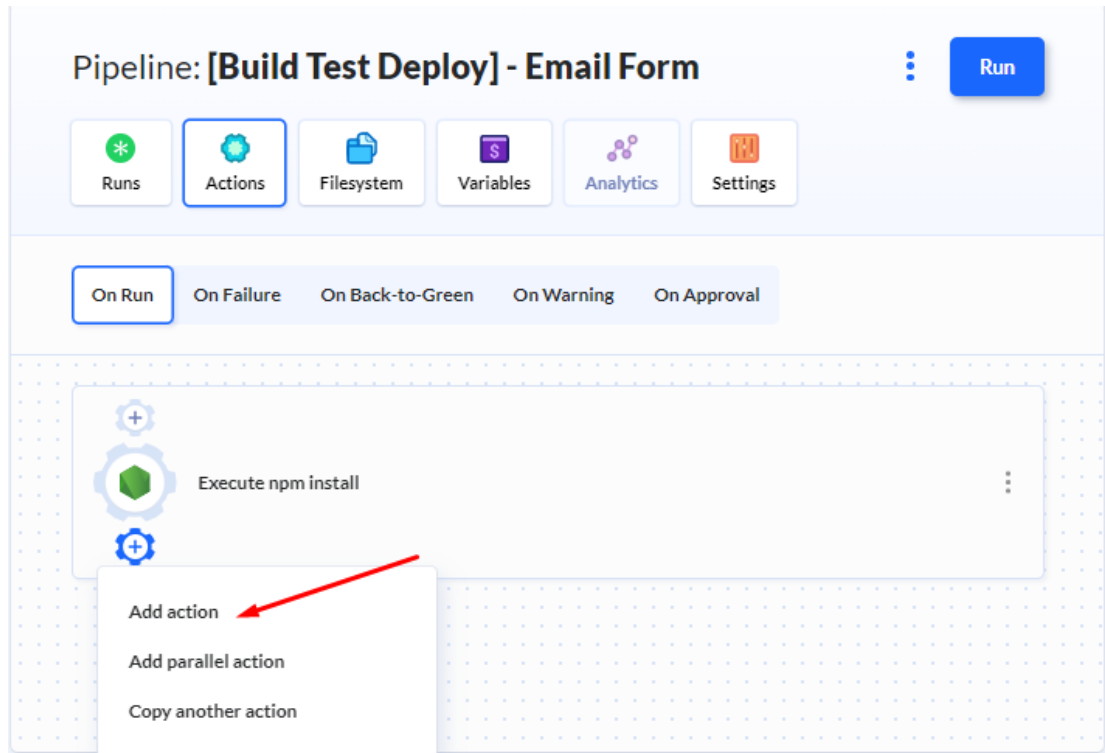 Pipeline: [Build Test Deploy] - Email Form
Run
Runs
Actions
Filesystem
Variables
Analytics
Settings
On Run
On Failure
On Back-to-Green
On Warning
On Approval
Execute npm install
Add action
Add parallel action
Copy another action